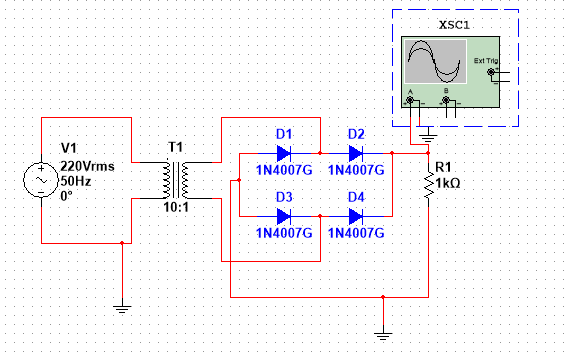 XSC1
Ext Trig
+
-
A
B
+ - + -
V1
220Vrms
50Hz
0°
T1
10:1
D1
D2
1N4007G
1N4007G
D3
D4
1N4007G
1N4007G
R1
1kΩ